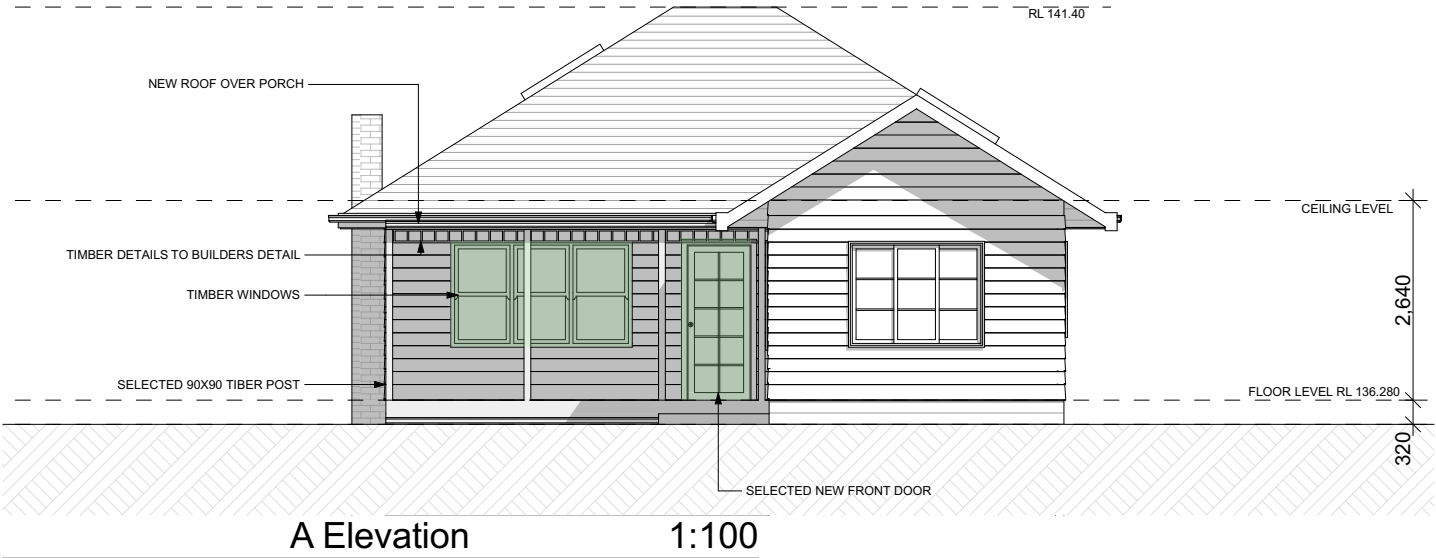 RL 141.40
NEW ROOF OVER PORCH
CEILING LEVEL
TIMBER DETAILS TO BUILDERS DETAIL
TIMBER WINDOWS
2,640
SELECTED 90X90 TIBER POST
FLOOR LEVEL RL 136.280
320
SELECTED NEW FRONT DOOR
A Elevation 1:100